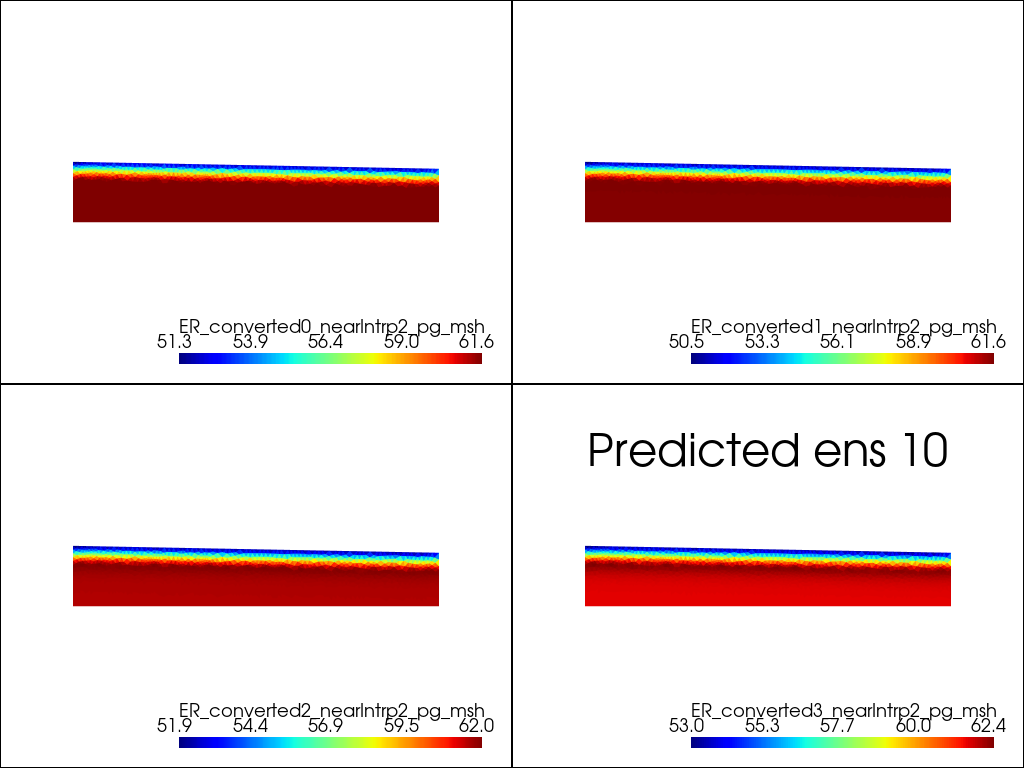 ER_converted0_nearIntrp2_pg_msh
51.3 53.9 56.4 59.0 61.6
ER_converted1_nearIntrp2_pg_msh
50.5 53.3 56.1 58.9 61.6
Predicted ens 10
ER_converted2_nearIntrp2_pg_msh
51.9 54.4 56.9 59.5 62.0
ER_converted3_nearIntrp2_pg_msh
53.0 55.3 57.7 60.0 62.4